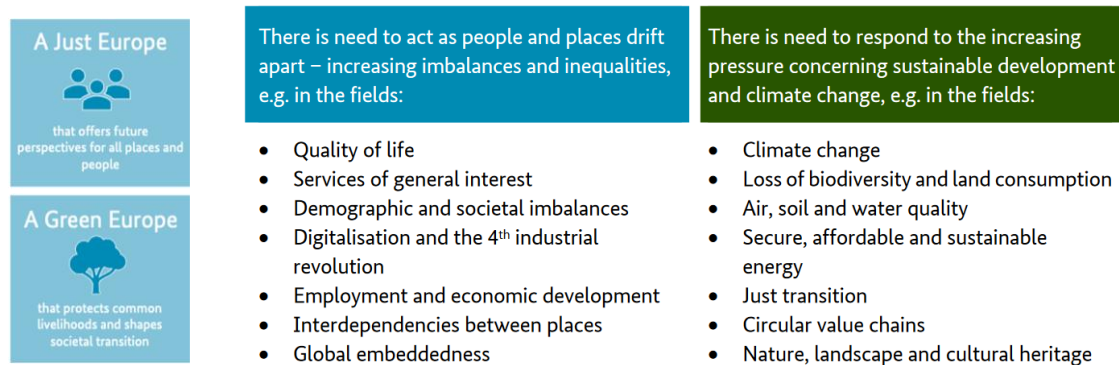 A Just Europe
that offers future
perspectives for all places and
people
A Green Europe
that protects common
livelihoods and shapes
societal transition
There is need to act as people and places drift
apart – increasing imbalances and inequalities,
e.g. in the fields:
• Quality of life
• Services of general interest
• Demographic and societal imbalances
• Digitalisation and the 4th industrial
revolution
• Employment and economic development
• Interdependencies between places
• Global embeddedness
There is need to respond to the increasing
pressure concerning sustainable development
and climate change, e.g. in the fields:
• Climate change
• Loss of biodiversity and land consumption
• Air, soil and water quality
• Secure, affordable and sustainable
energy
• Just transition
• Circular value chains
• Nature, landscape and cultural heritage